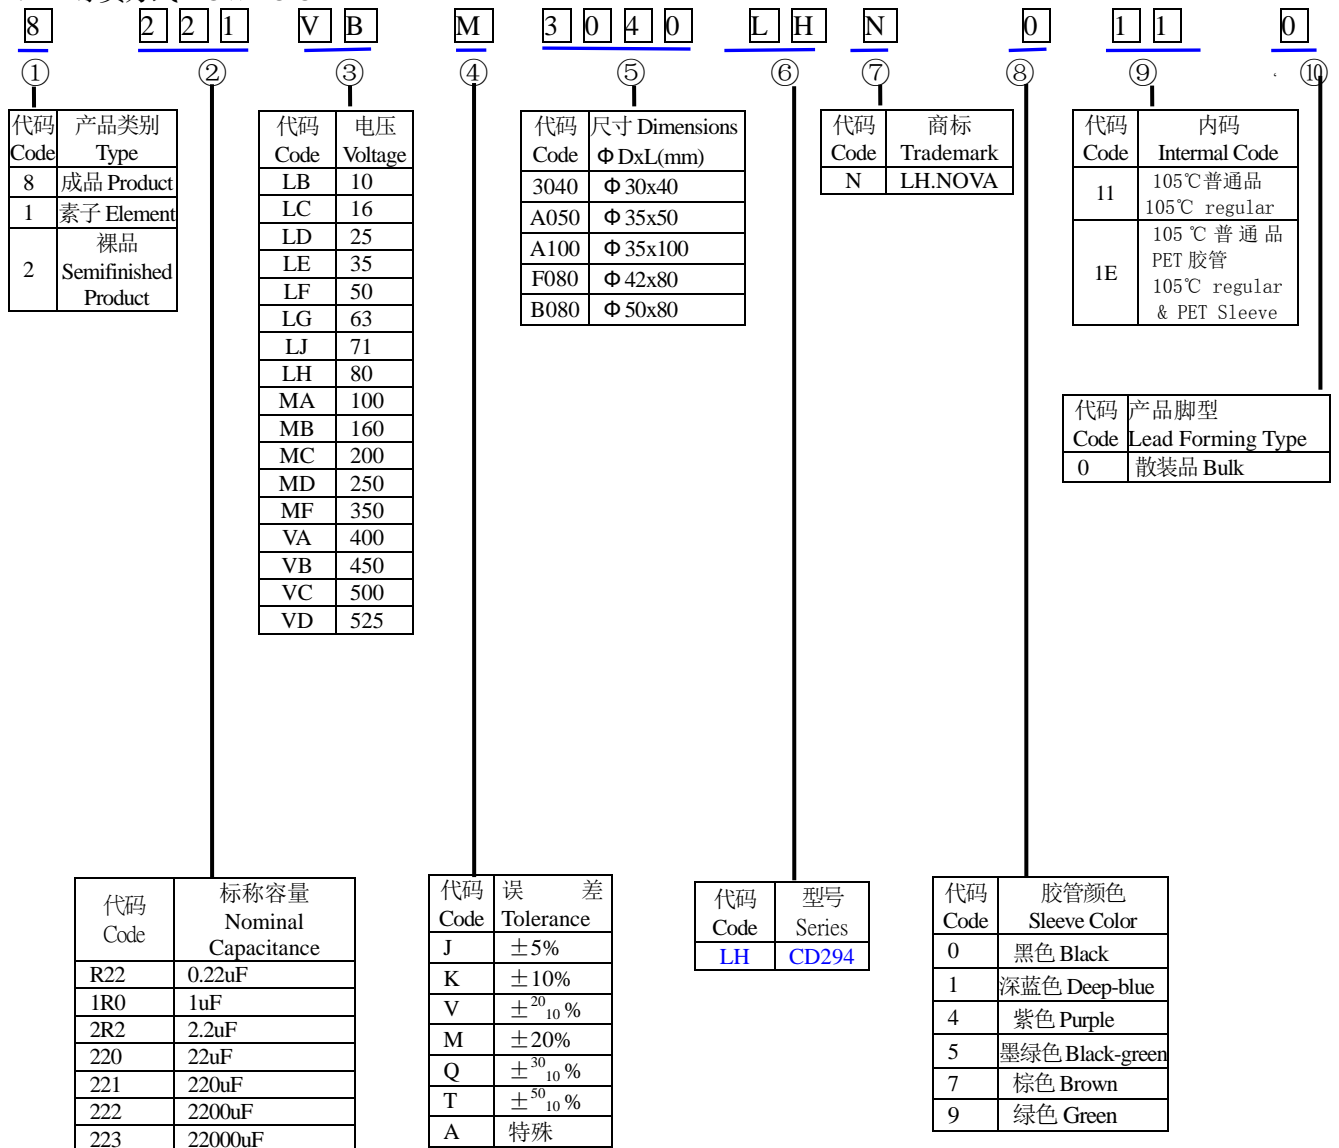 8 2 2 1 V B M 3 0 4 0 L H N 0 1 1 0
① ② ③ ④ ⑤ ⑥ ⑦ ⑧ ⑨ ⑩
代码 产品类别
Code Type
8 成品 Product
1 素子 Element
2 裸品
Semifinished
Product
代码 电压
Code Voltage
LB 10
LC 16
LD 25
LE 35
LF 50
LG 63
LJ 71
LH 80
MA 100
MB 160
MC 200
MD 250
MF 350
VA 400
VB 450
VC 500
VD 525
代码 尺寸 Dimensions
Code ΦDxL(mm)
3040 Φ30x40
A050 Φ35x50
A100 Φ35x100
F080 Φ42x80
B080 Φ50x80
代码 商标
Code Trademark
N LH.NOVA
代码 内码
Code Intermal Code
11 105℃普通品
105℃ regular
1E 105 ℃ 普 通 品
PET 胶管
105℃ regular
& PET Sleeve
代码 产品脚型
Code Lead Forming Type
0 散装品 Bulk
代码 标称容量
Code Nominal
Capacitance
R22 0.22uF
1R0 1uF
2R2 2.2uF
220 22uF
221 220uF
222 2200uF
223 22000uF
代码 误 差
Code Tolerance
J ±5%
K ±10%
V ±20 10 %
M ±20%
Q ±30 10 %
T ±50 10 %
A 特殊
代码 型号
Code Series
LH CD294
代码 胶管颜色
Code Sleeve Color
0 黑色 Black
1 深蓝色 Deep-blue
4 紫色 Purple
5 墨绿色 Black-green
7 棕色 Brown
9 绿色 Green